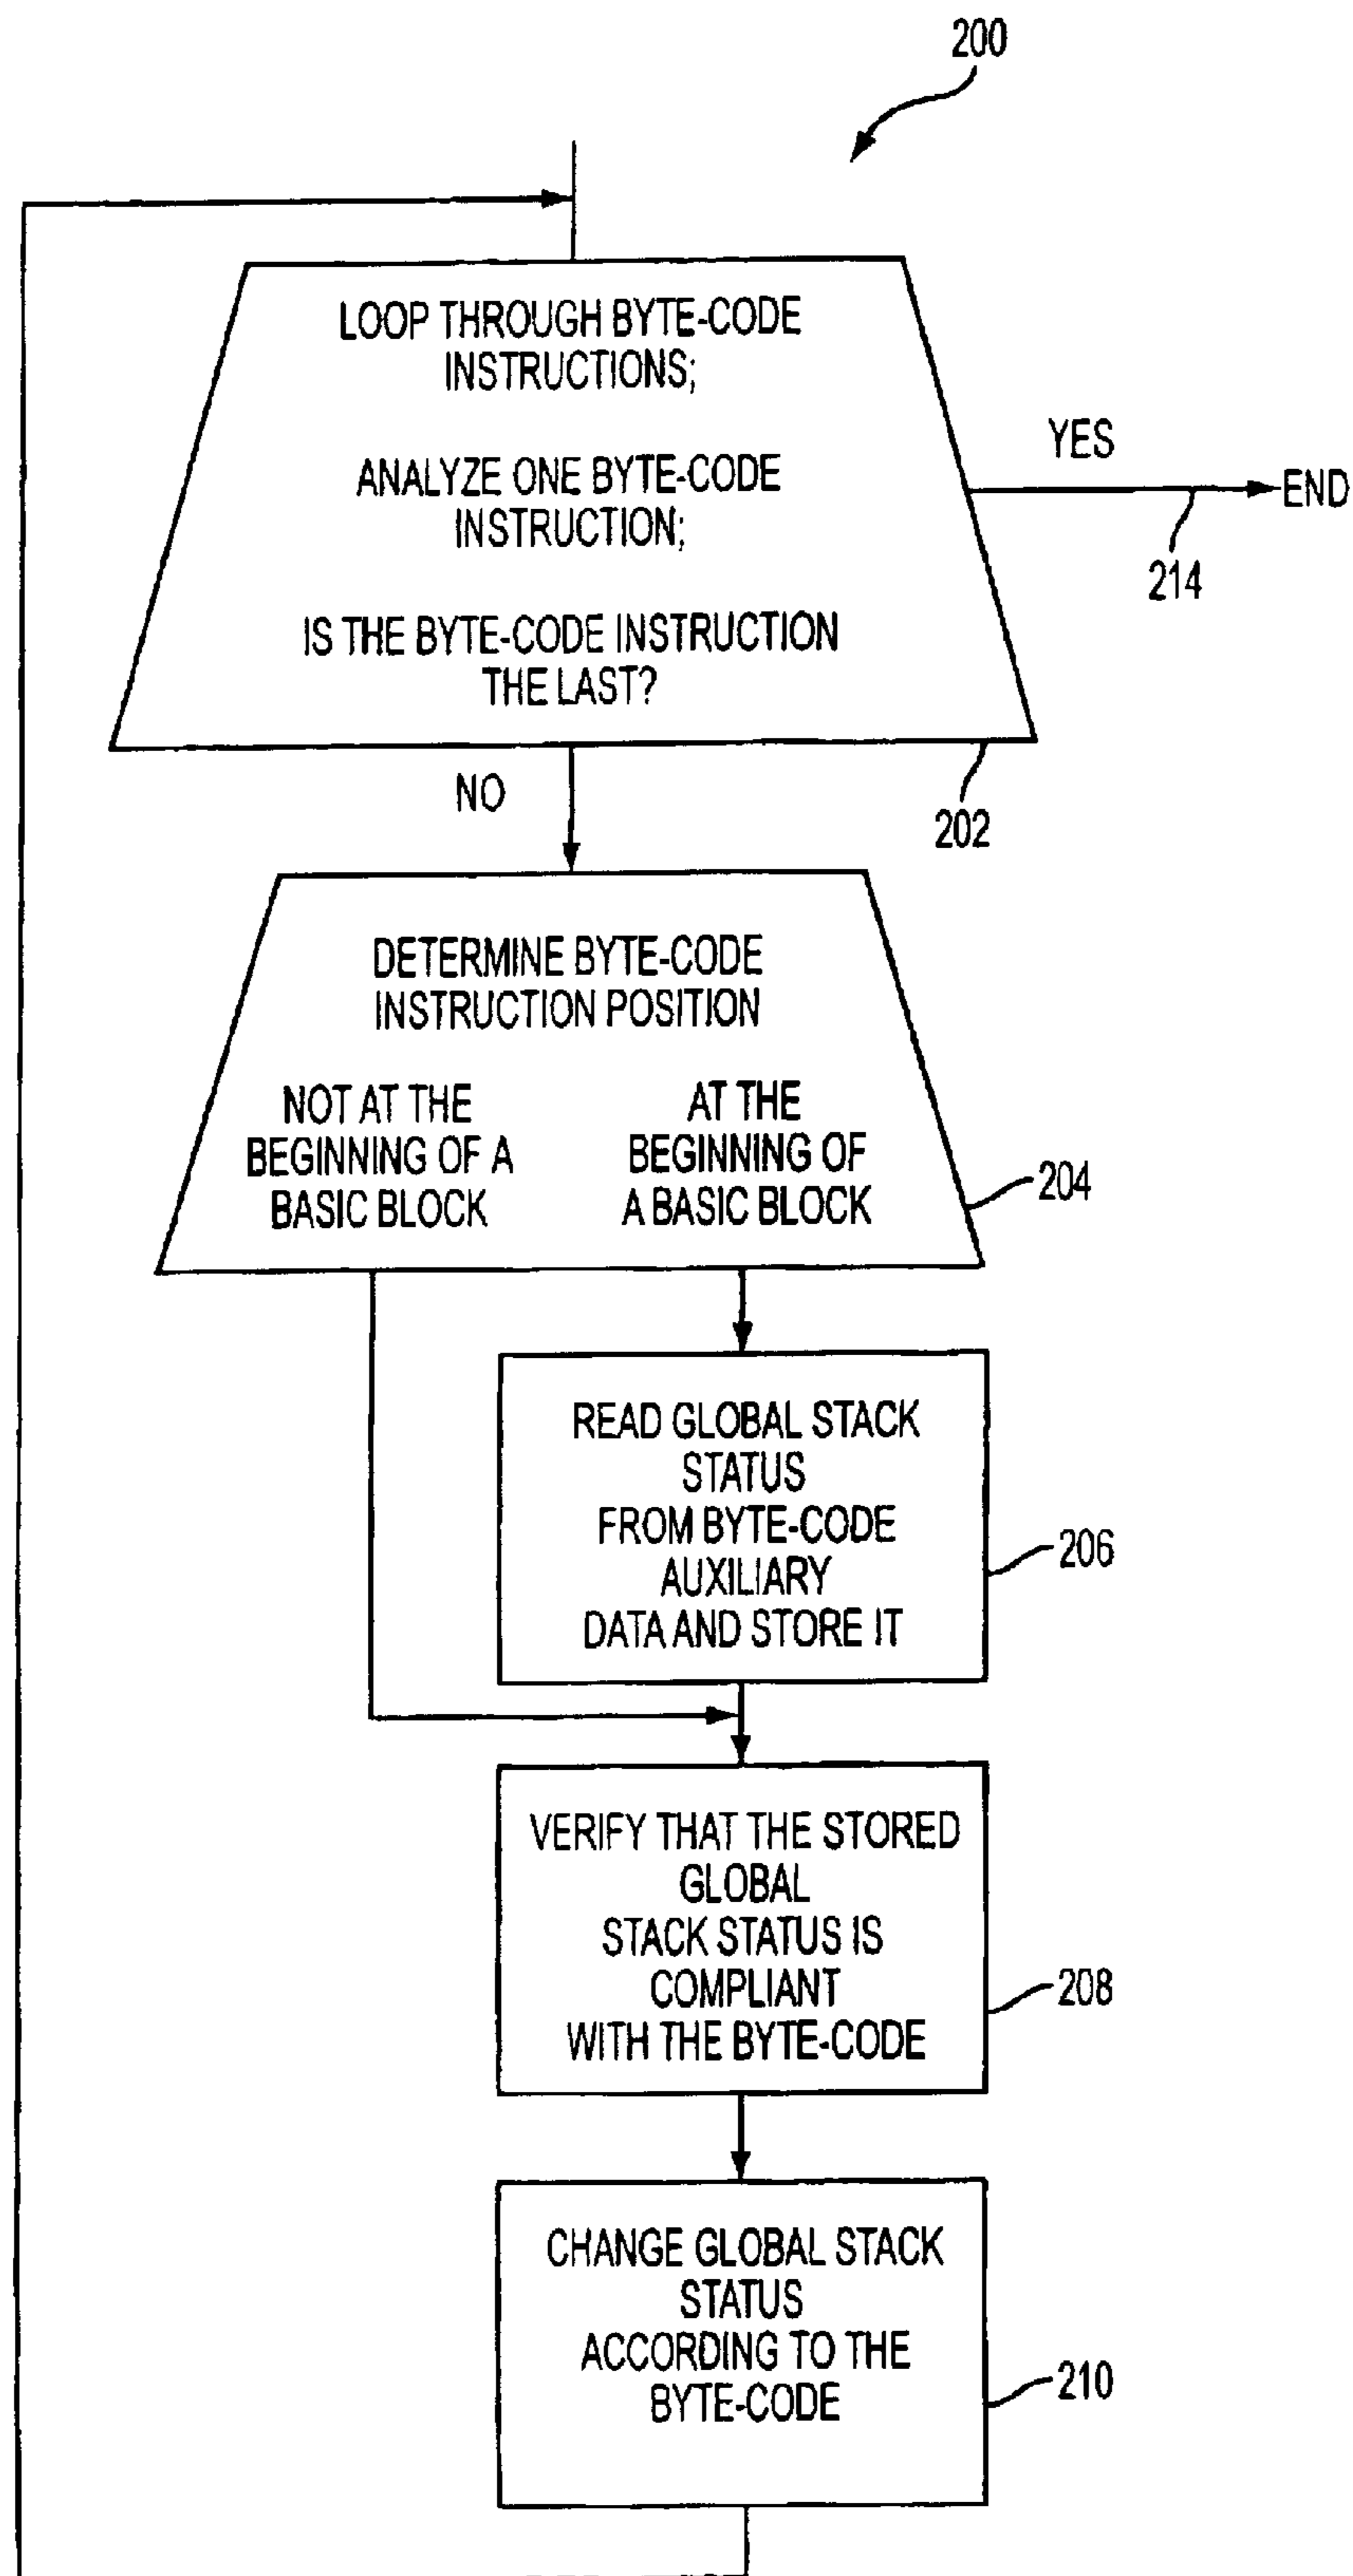 200
LOOP THROUGH BYTE-CODE
INSTRUCTIONS;
ANALYZE ONE BYTE-CODE
INSTRUCTION;
IS THE BYTE-CODE INSTRUCTION
THE LAST?
YES
END
214
202
NO
DETERMINE BYTE-CODE
INSTRUCTION POSITION
NOT AT THE
BEGINNING OF A
BASIC BLOCK
AT THE
BEGINNING OF
A BASIC BLOCK
204
READ GLOBAL STACK
STATUS
FROM BYTE-CODE
AUXILIARY
DATA AND STORE IT
206
VERIFY THAT THE STORED
GLOBAL
STACK STATUS IS
COMPLIANT
WITH THE BYTE-CODE
208
CHANGE GLOBAL STACK
STATUS
ACCORDING TO THE
BYTE-CODE
210